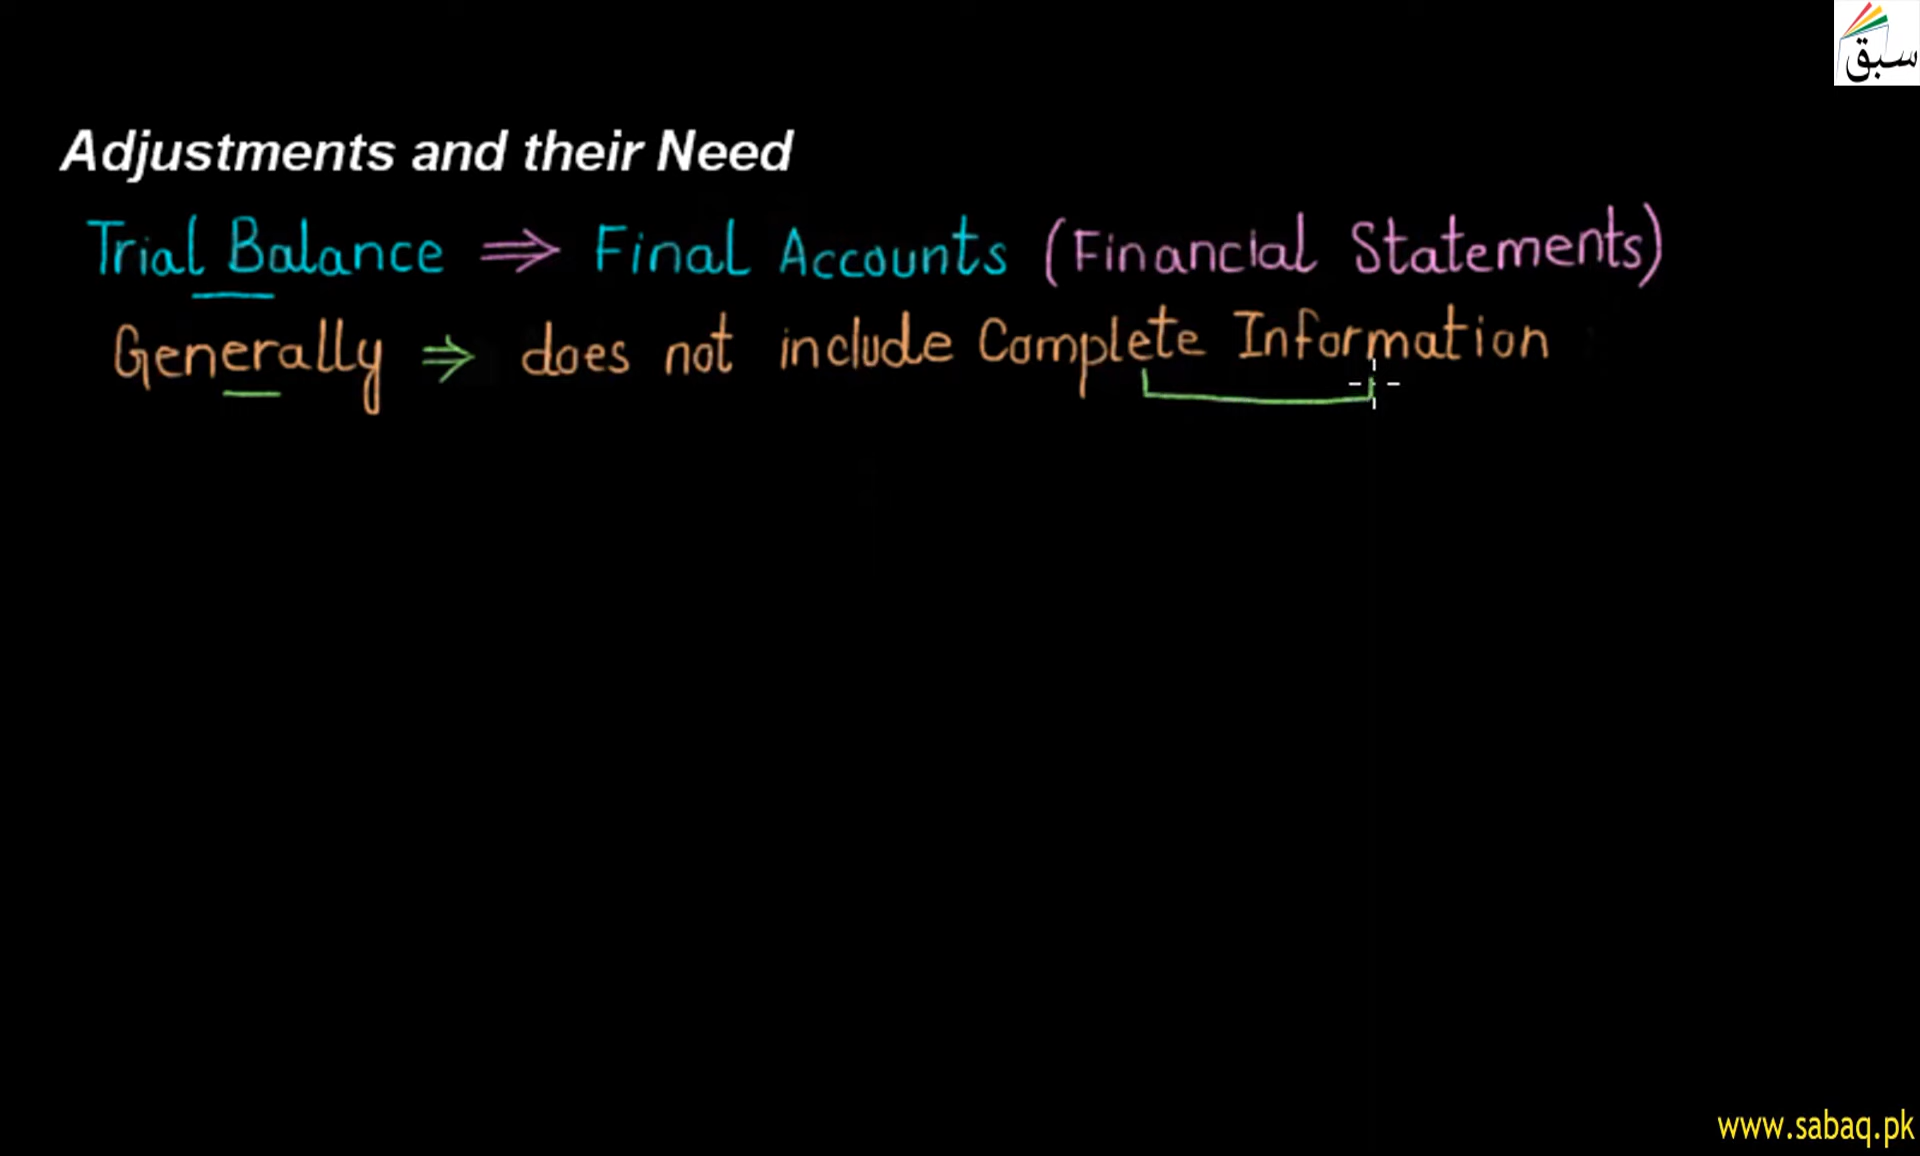 سبق
Adjustments and their Need
Trial Balance ⇒ Final Accounts (Financial Statements)
Generally ⇒ does not include Complete Information
www.sabaq.pk